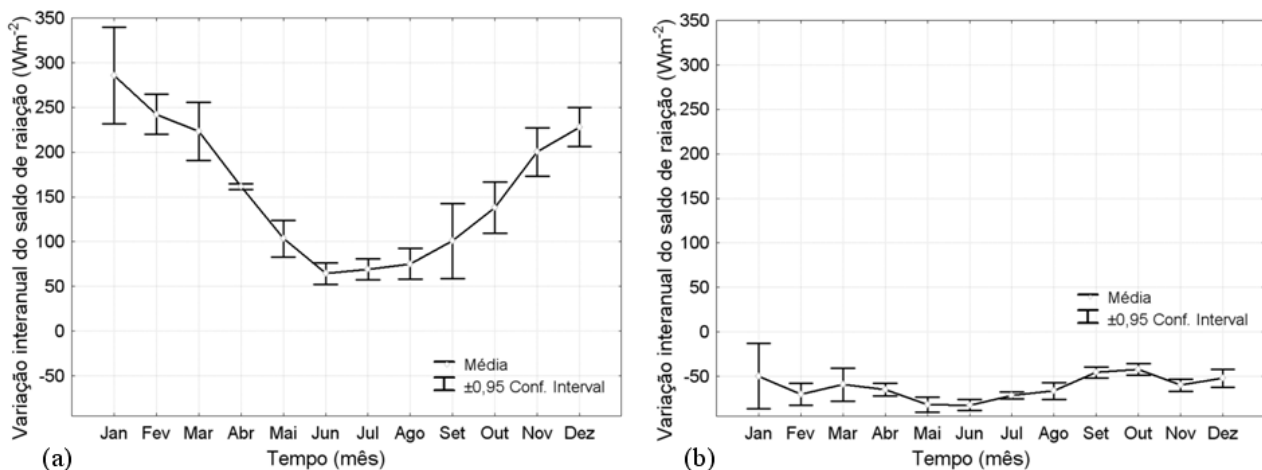 Variação interanual do saldo de raiação (Wm⁻²)
350
300
250
200
150
100
50
0
-50
Média
±0,95 Conf. Interval
Jan Fev Mar Abr Mai Jun Jul Ago Set Out Nov Dez
(a)
Tempo (mês)
Variação interanual do saldo de raiação (Wm⁻²)
350
300
250
200
150
100
50
0
-50
Média
±0,95 Conf. Interval
Jan Fev Mar Abr Mai Jun Jul Ago Set Out Nov Dez
(b)
Tempo (mês)